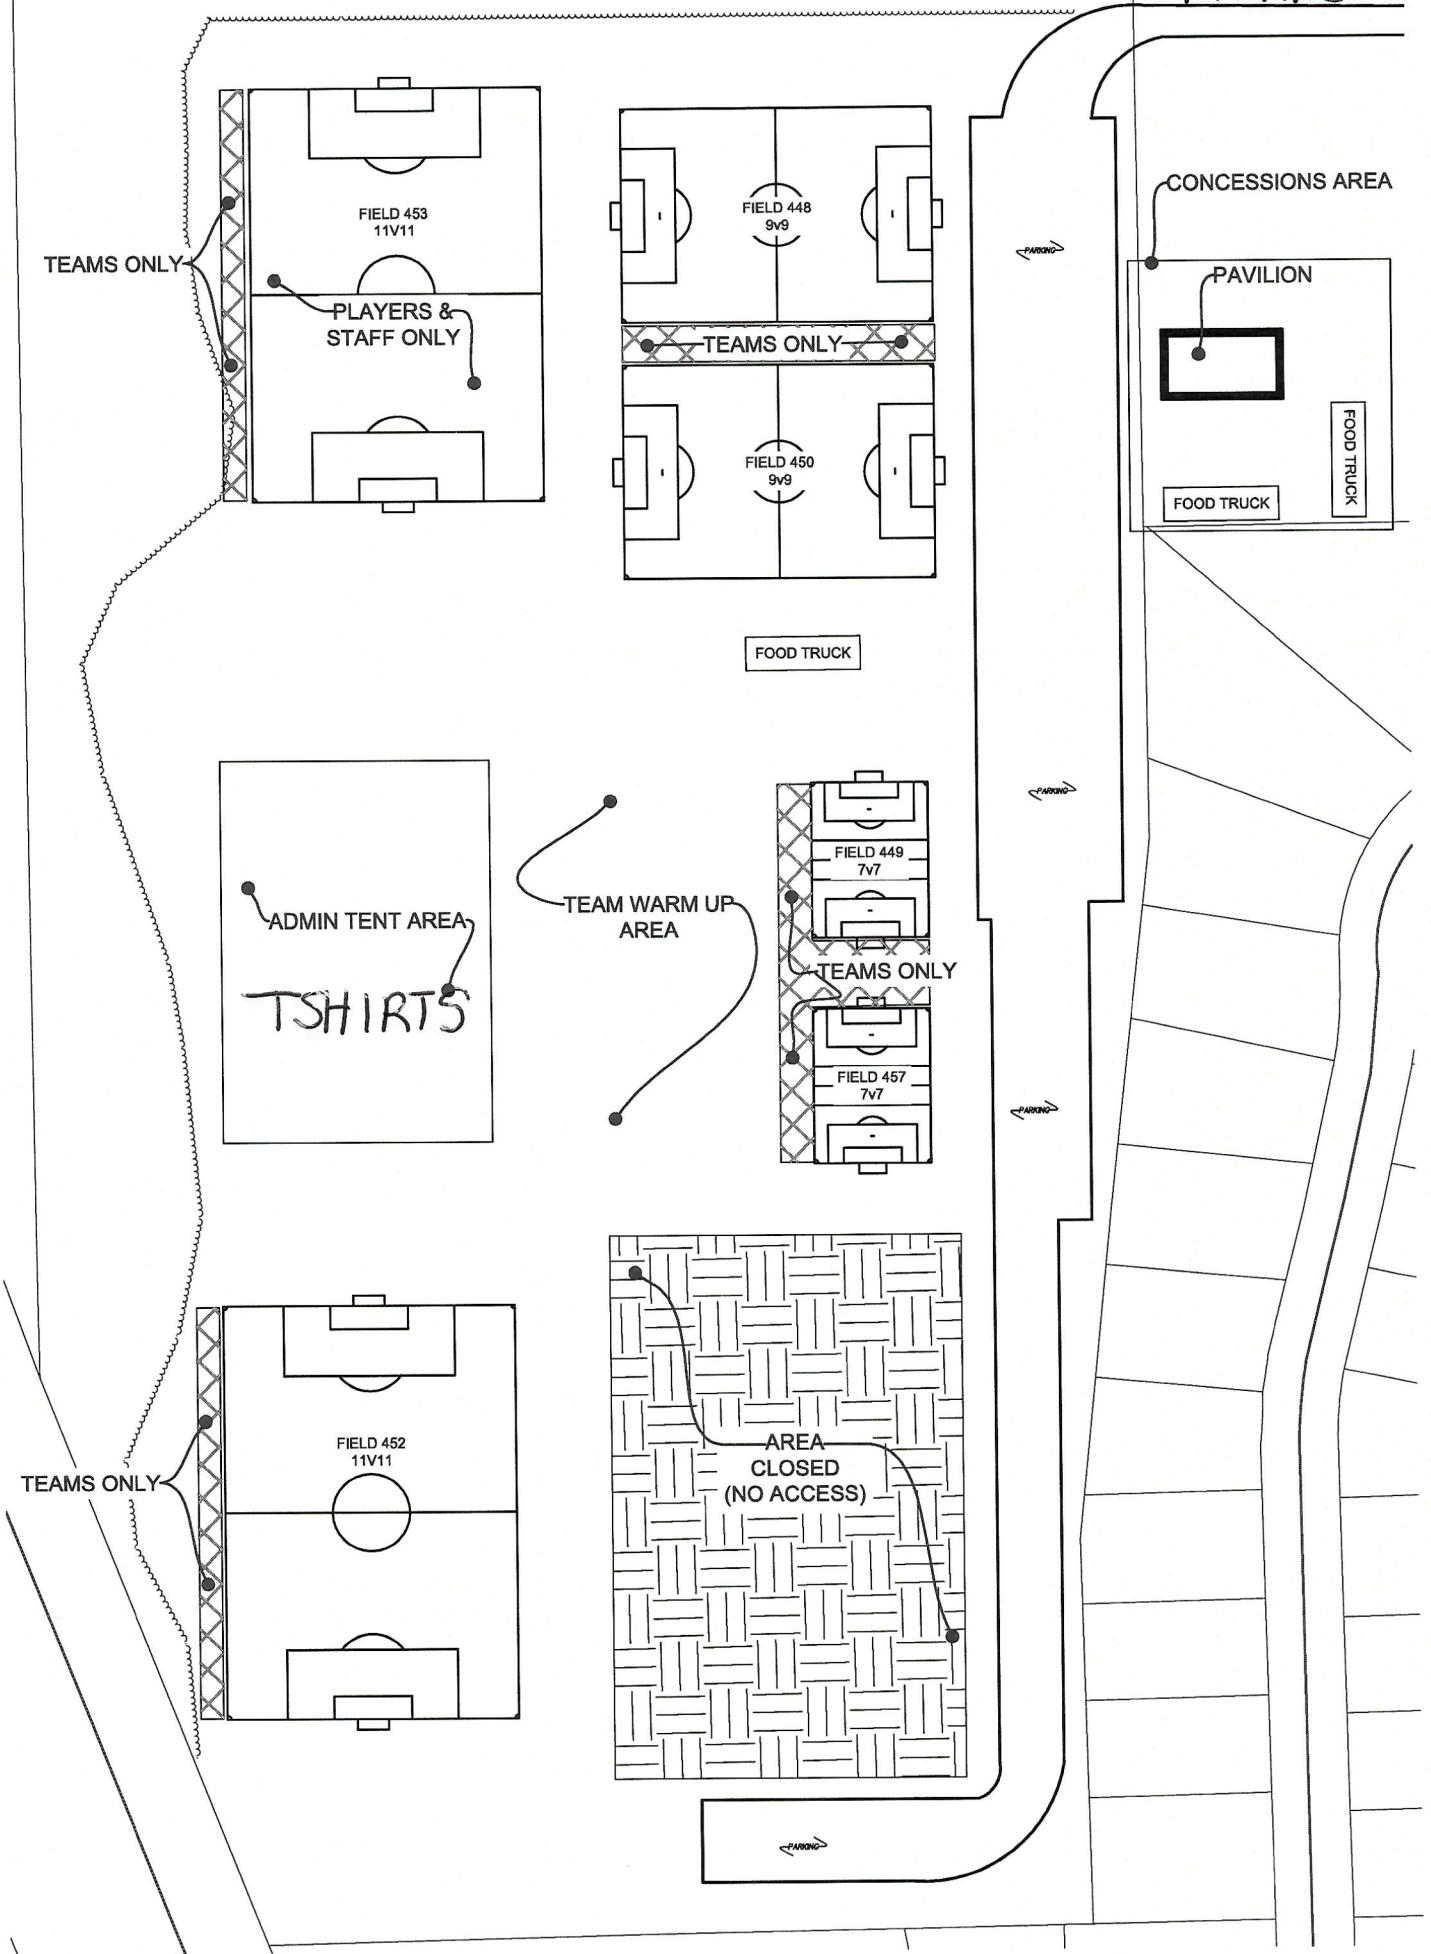 FIELD 453
11V11
TEAMS ONLY
PLAYERS &
STAFF ONLY
FIELD 448
9v9
TEAMS ONLY
FIELD 450
9v9
PARKING
CONCESSIONS AREA
PAVILION
FOOD TRUCK
FOOD TRUCK
FOOD TRUCK
ADMIN TENT AREA
TSHIRTS
TEAM WARM UP
AREA
PARKING
FIELD 449
7v7
TEAMS ONLY
FIELD 457
7v7
PARKING
FIELD 452
11V11
TEAMS ONLY
AREA
CLOSED
(NO ACCESS)
PARKING